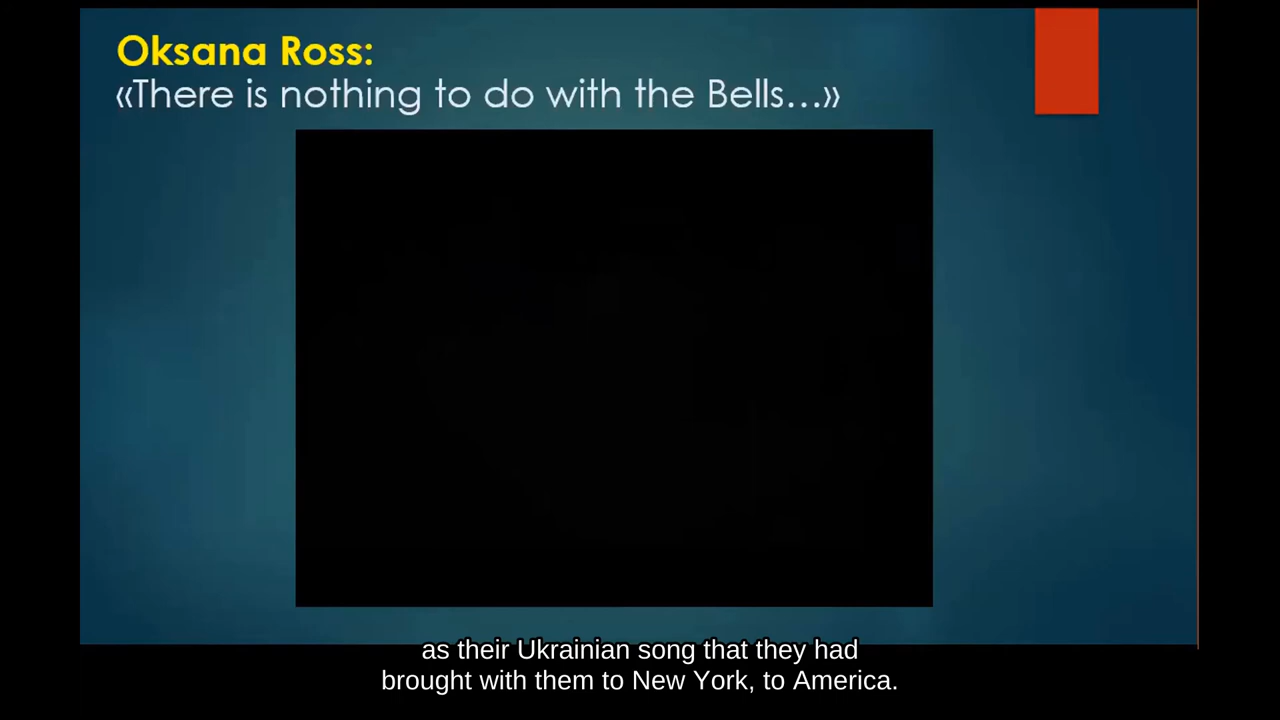 Oksana Ross:
«There is nothing to do with the Bells...»
as their Ukrainian song that they had
brought with them to New York, to America.